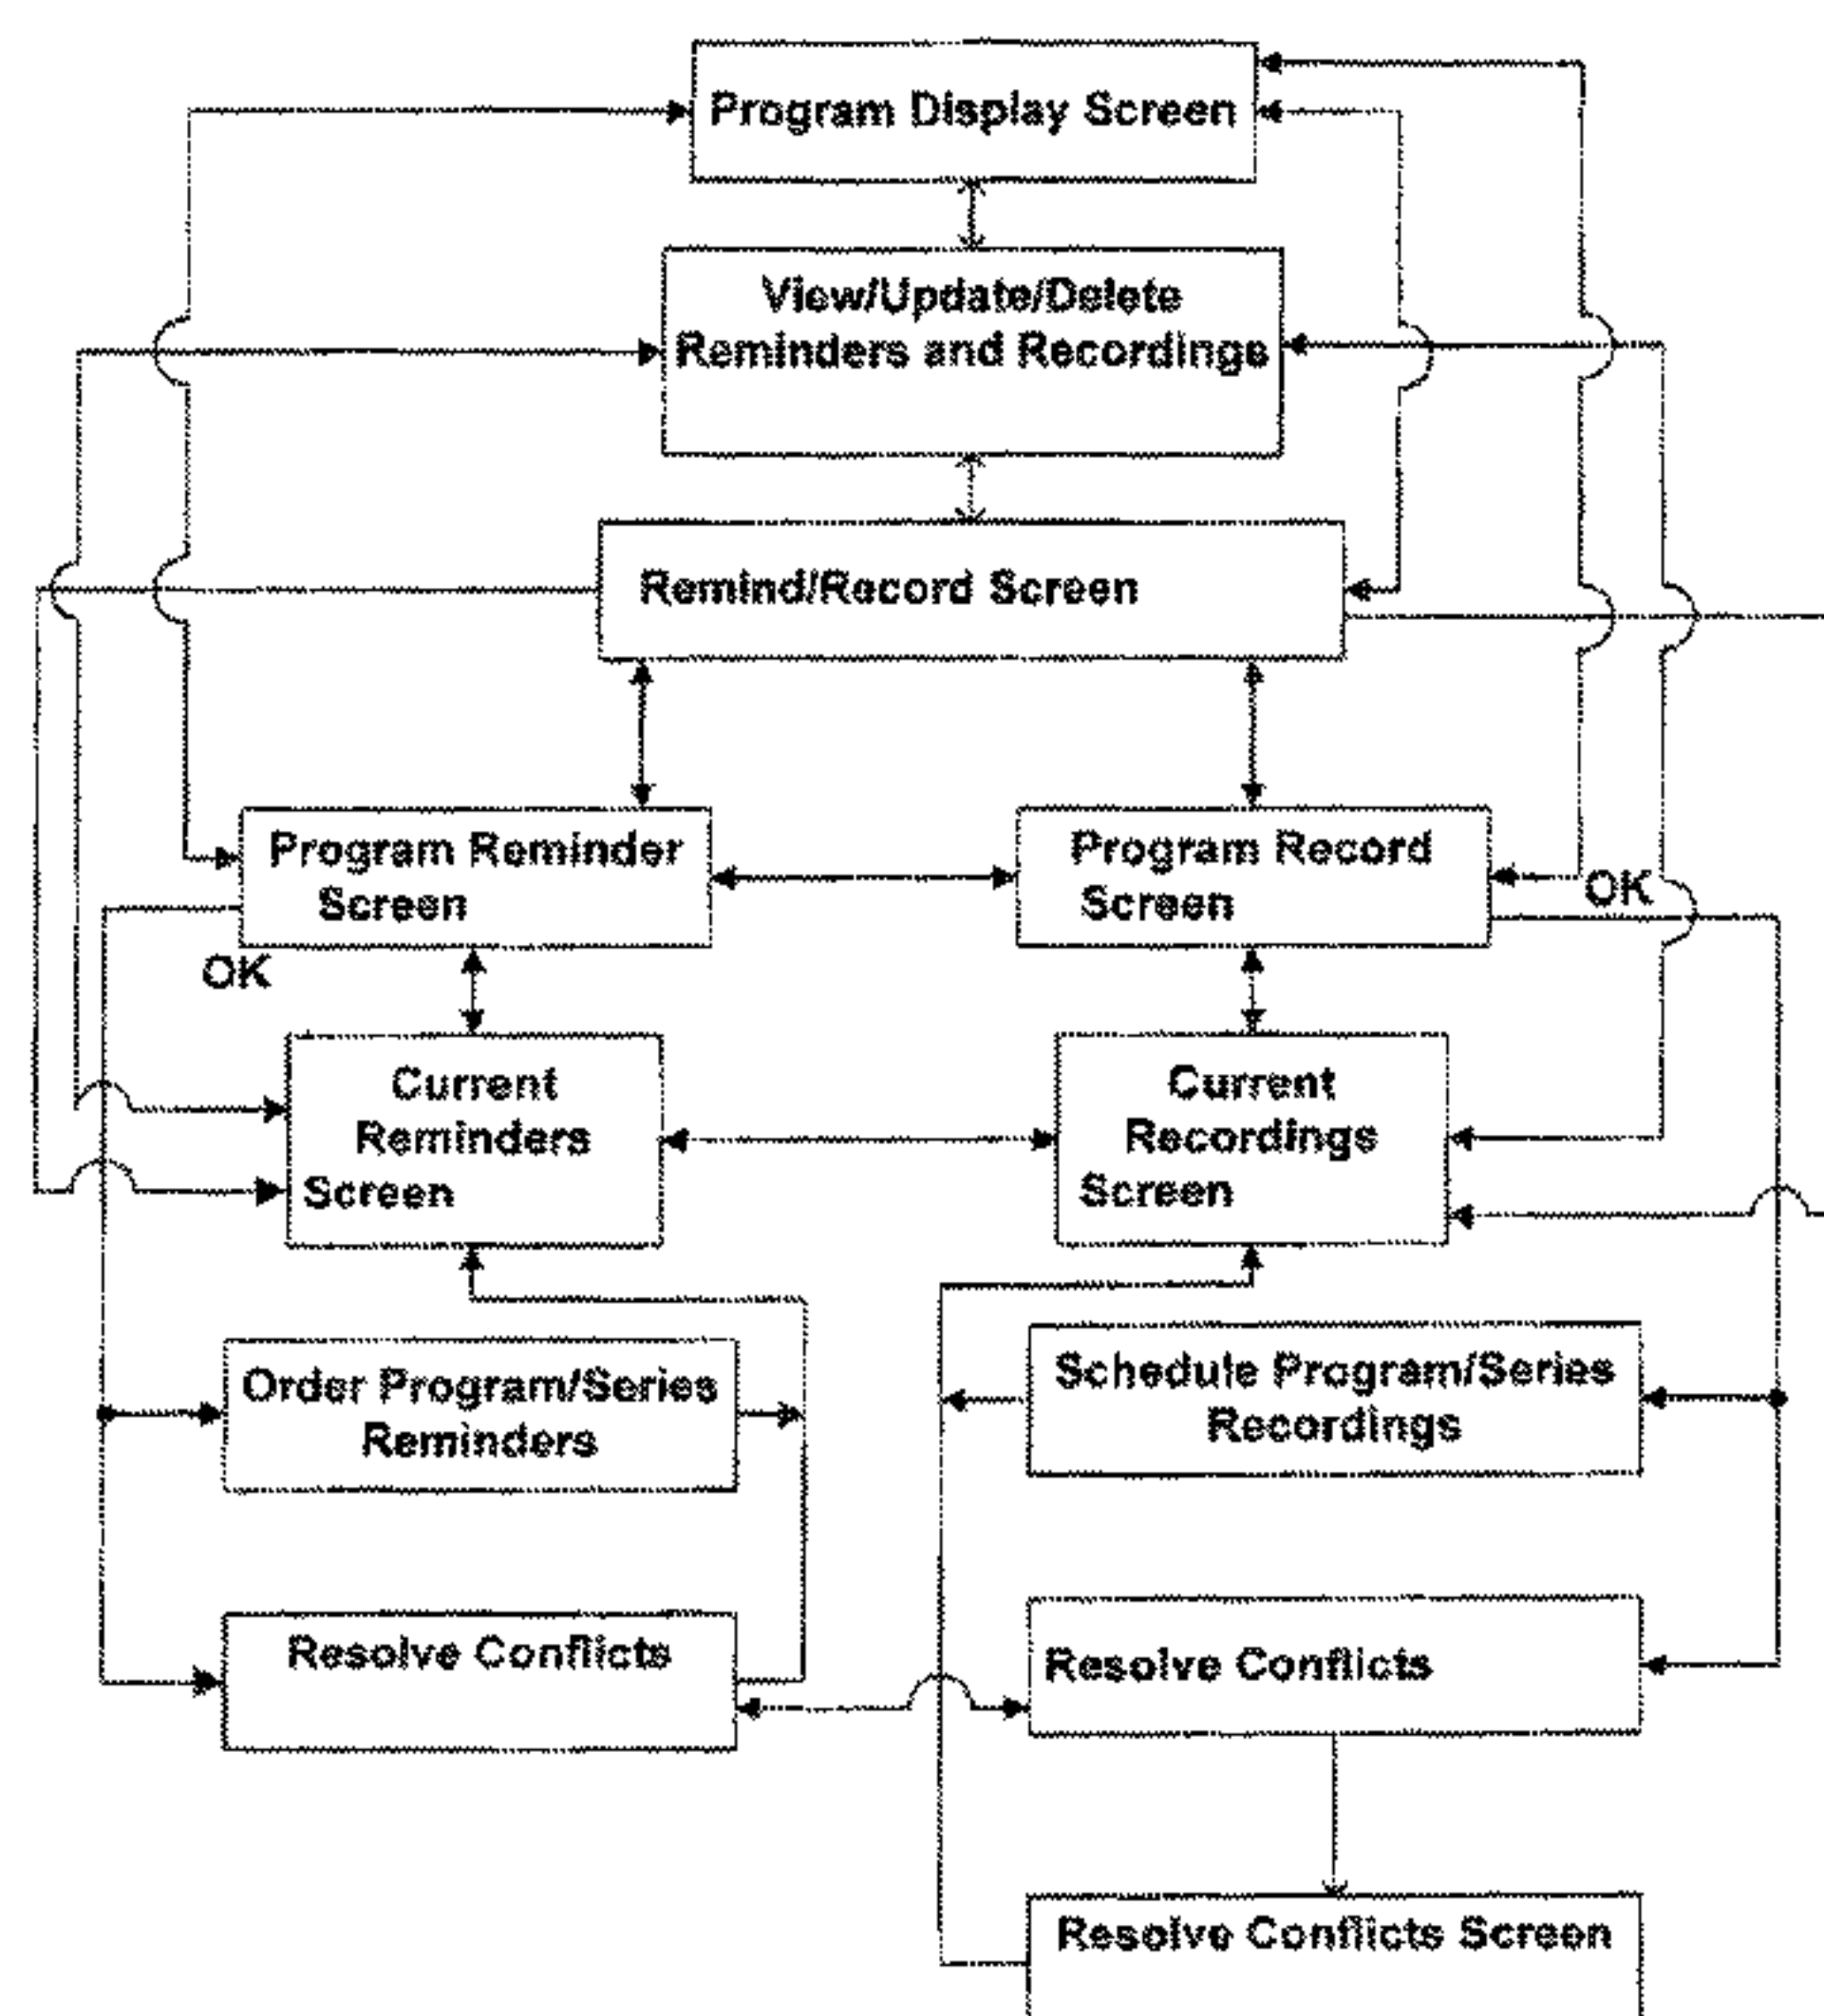 Program Display Screen
View/Update/Delete
Reminders and Recordings
Remind/Record Screen
Program Reminder
Screen
Program Record
Screen
OK
OK
Current
Reminders
Screen
Current
Recordings
Screen
Order Program/Series
Reminders
Schedule Program/Series
Recordings
Resolve Conflicts
Resolve Conflicts
Resolve Conflicts Screen